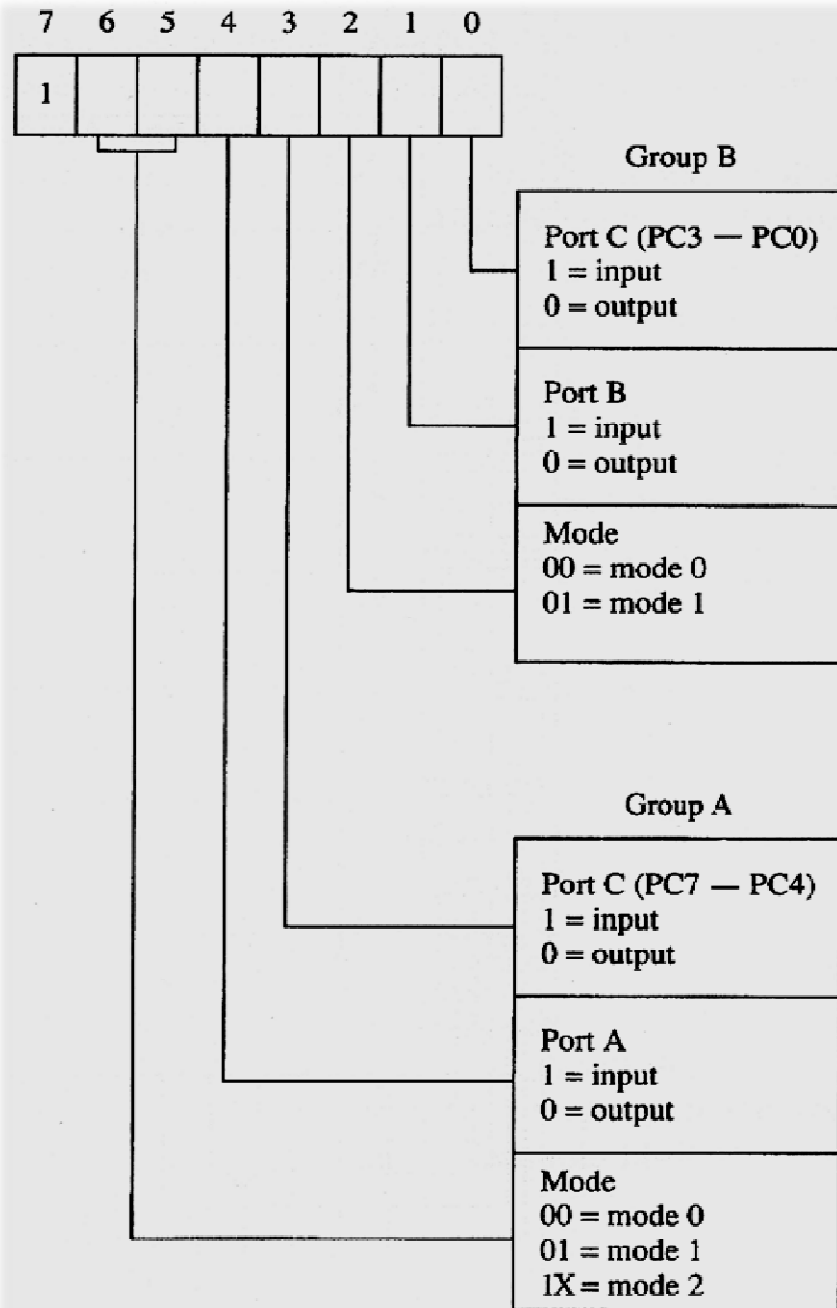 7 6 5 4 3 2 1 0
1
Group B
Port C (PC3 — PC0)
1 = input
0 = output
Port B
1 = input
0 = output
Mode
00 = mode 0
01 = mode 1
Group A
Port C (PC7 — PC4)
1 = input
0 = output
Port A
1 = input
0 = output
Mode
00 = mode 0
01 = mode 1
1X = mode 2